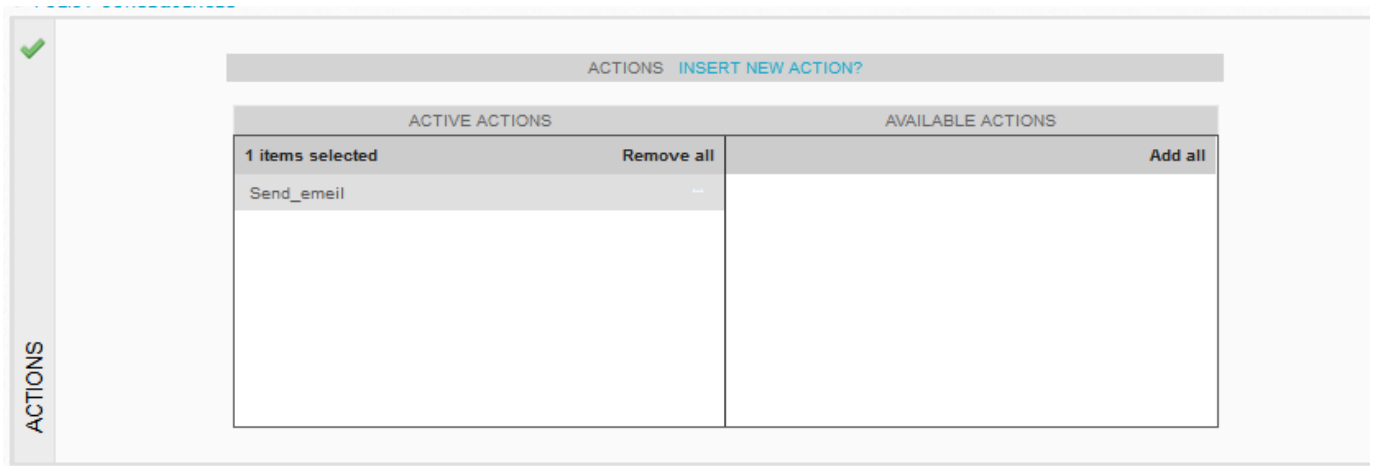 ACTIONS INSERT NEW ACTION?
ACTIVE ACTIONS AVAILABLE ACTIONS
1 items selected Remove all Add all
Send_emeil ...
ACTIONS